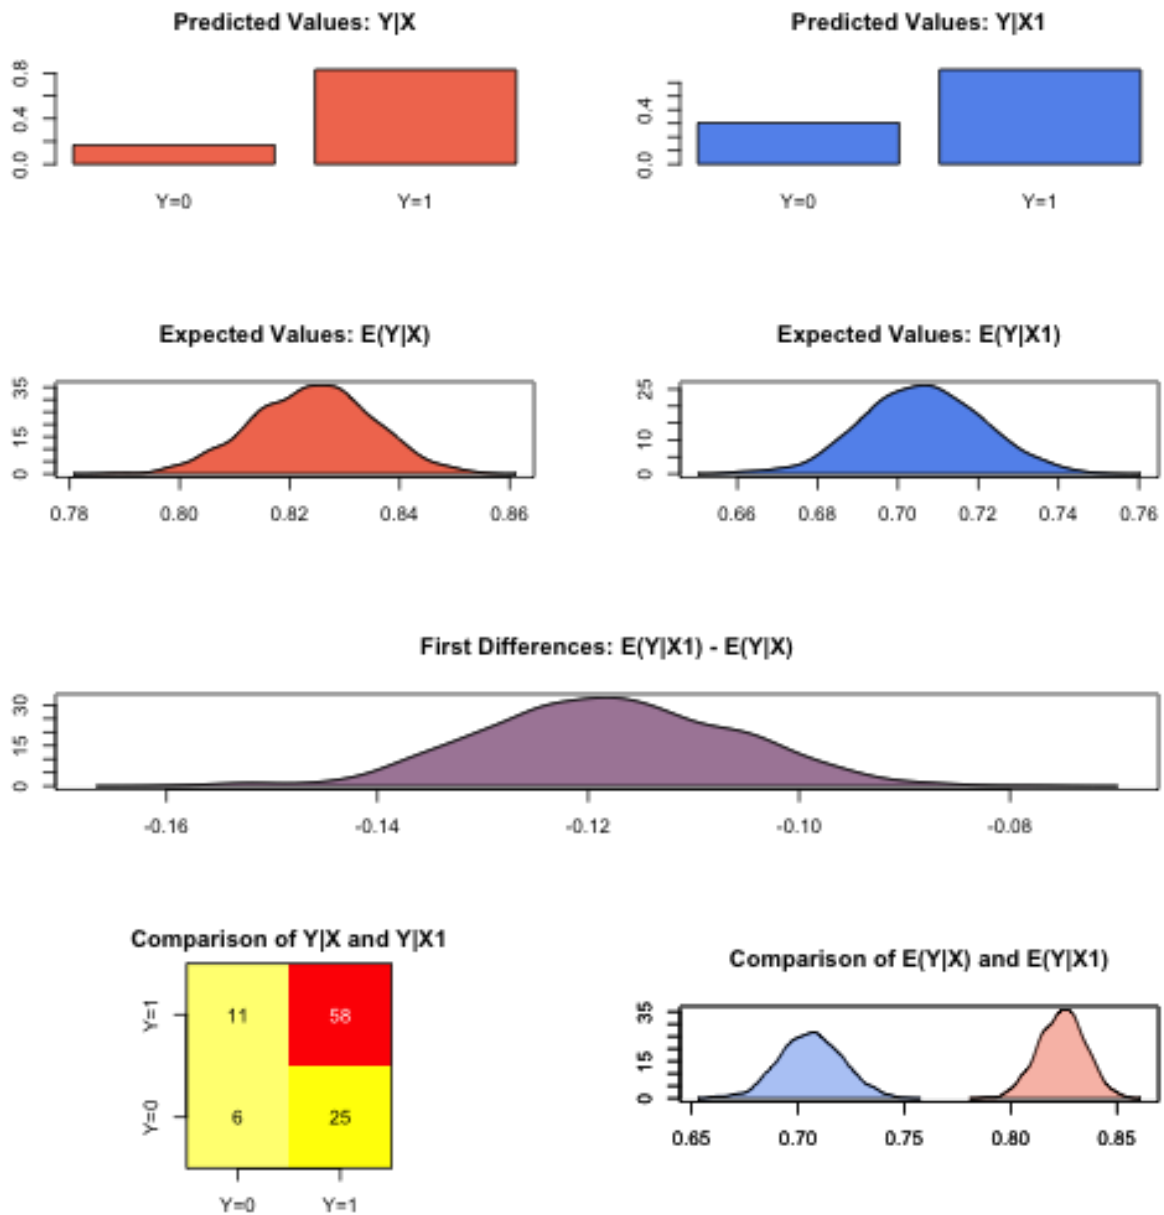 Predicted Values: Y|X
0.0 0.4 0.8
Y=0 Y=1
Predicted Values: Y|X1
0.0 0.4
Y=0 Y=1
Expected Values: E(Y|X)
0 15 35
0.78 0.80 0.82 0.84 0.86
Expected Values: E(Y|X1)
0 10 25
0.66 0.68 0.70 0.72 0.74 0.76
First Differences: E(Y|X1) - E(Y|X)
0 15 30
-0.16 -0.14 -0.12 -0.10 -0.08
Comparison of Y|X and Y|X1
Y=1 11 58
Y=0 6 25
Y=0 Y=1
Comparison of E(Y|X) and E(Y|X1)
0 15 35
0.65 0.70 0.75 0.80 0.85